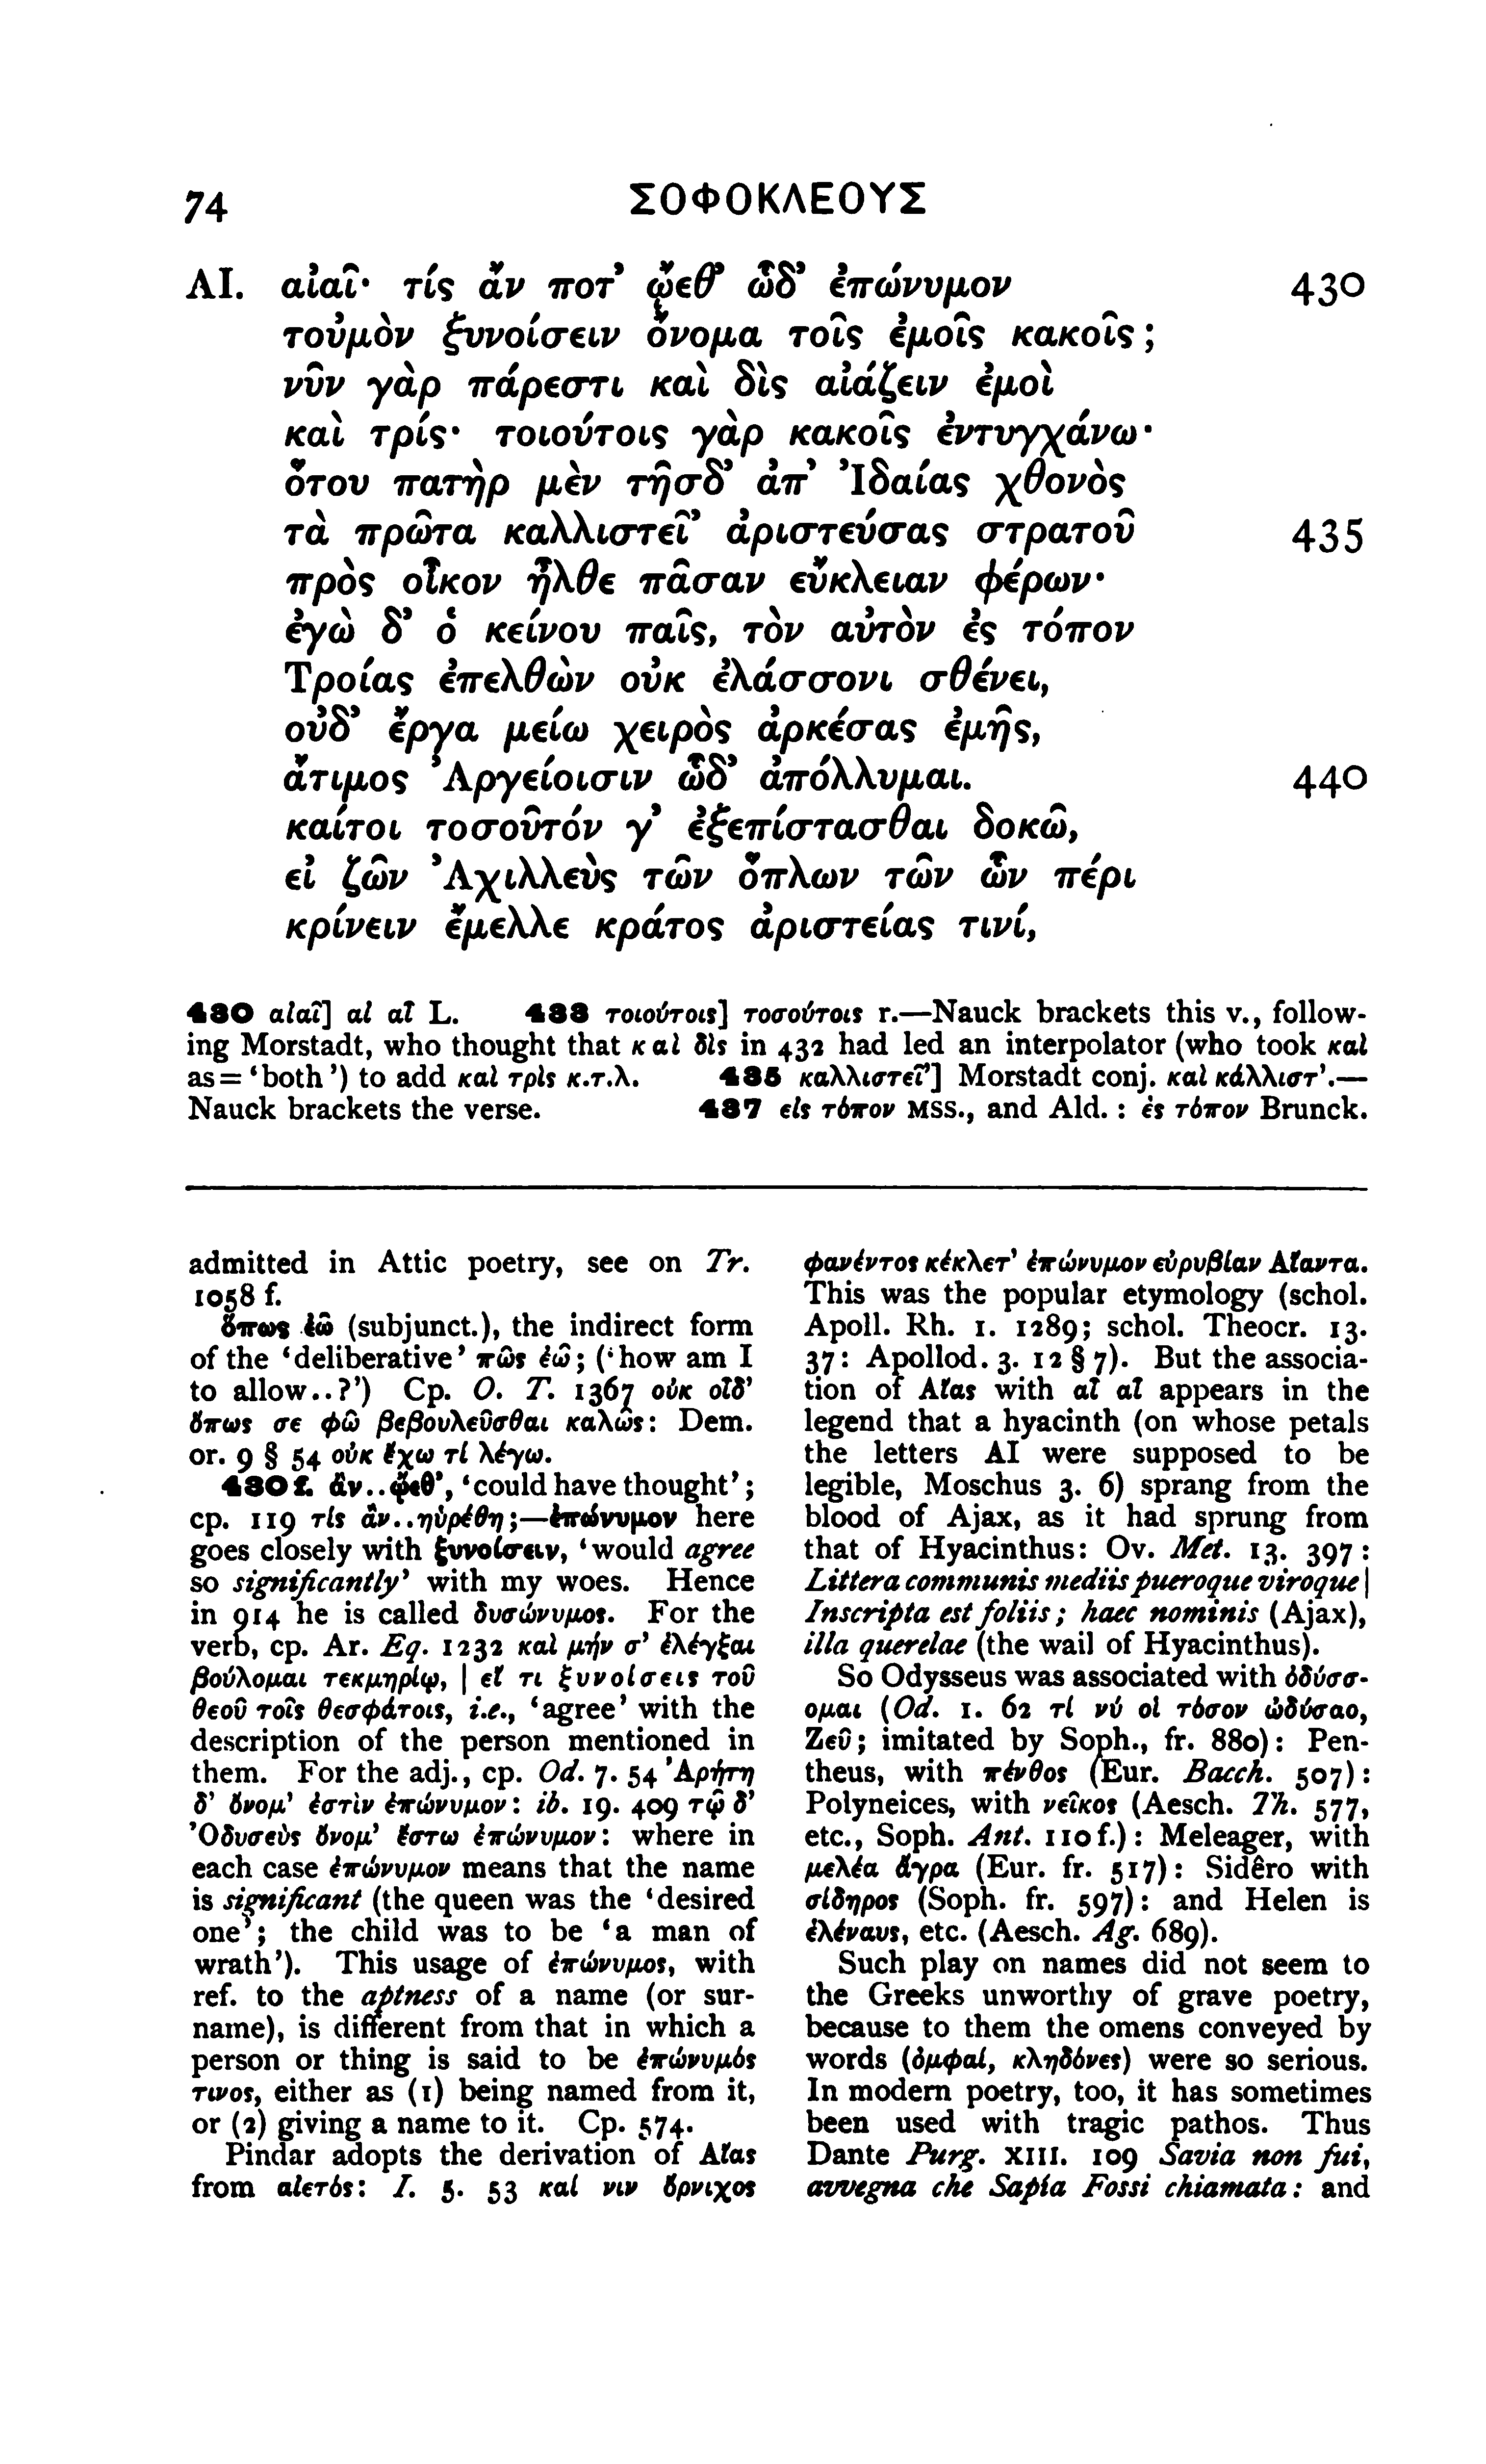 74 ΣΟΦΟΚΛΕΟΥΣ
ΑΙ. αἰαῖ· τίς ἄν ποτ’ ᾤεθ’ ὧδ’ ἐπώνυμον 430
τοὐμὸν ξυνοίσειν ὄνομα τοῖς ἐμοῖς κακοῖς;
νῦν γὰρ πάρεστι καὶ δὶς αἰάζειν ἐμοὶ
καὶ τρίς· τοιούτοις γὰρ κακοῖς ἐντυγχάνω·
ὅτου πατὴρ μὲν τῆσδ’ ἀπ’ Ἰδαίας χθονὸς
τὰ πρῶτα καλλιστεῖ’ ἀριστεύσας στρατοῦ 435
πρὸς οἶκον ἦλθε πᾶσαν εὔκλειαν φέρων·
ἐγὼ δ’ ὁ κείνου παῖς, τὸν αὐτὸν ἐς τόπον
Τροίας ἐπελθὼν οὐκ ἐλάσσονι σθένει,
οὐδ’ ἔργα μείω χειρὸς ἀρκέσας ἐμῆς,
ἄτιμος Ἀργείοισιν ὧδ’ ἀπόλλυμαι. 440
καίτοι τοσοῦτόν γ’ ἐξεπίστασθαι δοκῶ,
εἰ ζῶν Ἀχιλλεὺς τῶν ὅπλων τῶν ὧν πέρι
κρίνειν ἔμελλε κράτος ἀριστείας τινί,
430 αἰαῖ] αἰ αἶ L. 433 τοιούτοις] τοσούτοις r.—Nauck brackets this v., follow-
ing Morstadt, who thought that καὶ δὶς in 432 had led an interpolator (who took καὶ
as = ‘both’) to add καὶ τρὶς κ.τ.λ. 435 καλλιστεῖ’] Morstadt conj. καὶ κάλλιστ’.—
Nauck brackets the verse. 437 εἰς τόπον MSS., and Ald.: ἐς τόπον Brunck.
admitted in Attic poetry, see on Tr.
1058 f.
ὅπως ἐῶ (subjunct.), the indirect form
of the ‘deliberative’ πῶς ἐῶ; (‘how am I
to allow..?’) Cp. O. T. 1367 οὐκ οἶδ’
ὅπως σε φῶ βεβουλεῦσθαι καλῶς: Dem.
or. 9 § 54 οὐκ ἔχω τί λέγω.
430 f. ἂν..ᾤεθ’, ‘could have thought’;
cp. 119 τίς ἂν..ηὑρέθη;—ἐπώνυμον here
goes closely with ξυνοίσειν, ‘would agree
so significantly’ with my woes. Hence
in 914 he is called δυσώνυμος. For the
verb, cp. Ar. Eq. 1232 καὶ μήν σ’ ἐλέγξαι
βούλομαι τεκμηρίῳ, | εἴ τι ξυνοίσεις τοῦ
θεοῦ τοῖς θεσφάτοις, i.e., ‘agree’ with the
description of the person mentioned in
them. For the adj., cp. Od. 7. 54 Ἀρήτη
δ’ ὄνομ’ ἐστὶν ἐπώνυμον: ib. 19. 409 τῷ δ’
Ὀδυσεὺς ὄνομ’ ἔστω ἐπώνυμον: where in
each case ἐπώνυμον means that the name
is significant (the queen was the ‘desired
one’; the child was to be ‘a man of
wrath’). This usage of ἐπώνυμος, with
ref. to the aptness of a name (or sur-
name), is different from that in which a
person or thing is said to be ἐπώνυμός
τινος, either as (1) being named from it,
or (2) giving a name to it. Cp. 574.
Pindar adopts the derivation of Αἴας
from αἰετός: I. 5. 53 καί νιν ὄρνιχος
φανέντος κέκλετ’ ἐπώνυμον εὐρυβίαν Αἴαντα.
This was the popular etymology (schol.
Apoll. Rh. 1. 1289; schol. Theocr. 13.
37: Apollod. 3. 12 § 7). But the associa-
tion of Αἴας with αἶ αἶ appears in the
legend that a hyacinth (on whose petals
the letters ΑΙ were supposed to be
legible, Moschus 3. 6) sprang from the
blood of Ajax, as it had sprung from
that of Hyacinthus: Ov. Met. 13. 397:
Littera communis mediis pueroque viroque |
Inscripta est foliis; haec nominis (Ajax),
illa querelae (the wail of Hyacinthus).
So Odysseus was associated with ὀδύσσ-
ομαι (Od. 1. 62 τί νύ οἱ τόσον ὠδύσαο,
Ζεῦ; imitated by Soph., fr. 880): Pen-
theus, with πένθος (Eur. Bacch. 507):
Polyneices, with νεῖκος (Aesch. Th. 577,
etc., Soph. Ant. 110 f.): Meleager, with
μελέα ἄγρα (Eur. fr. 517): Sidêro with
σίδηρος (Soph. fr. 597): and Helen is
ἑλέναυς, etc. (Aesch. Ag. 689).
Such play on names did not seem to
the Greeks unworthy of grave poetry,
because to them the omens conveyed by
words (ὀμφαί, κληδόνες) were so serious.
In modern poetry, too, it has sometimes
been used with tragic pathos. Thus
Dante Purg. XIII. 109 Savia non fui,
avvegna che Sapía Fossi chiamata: and